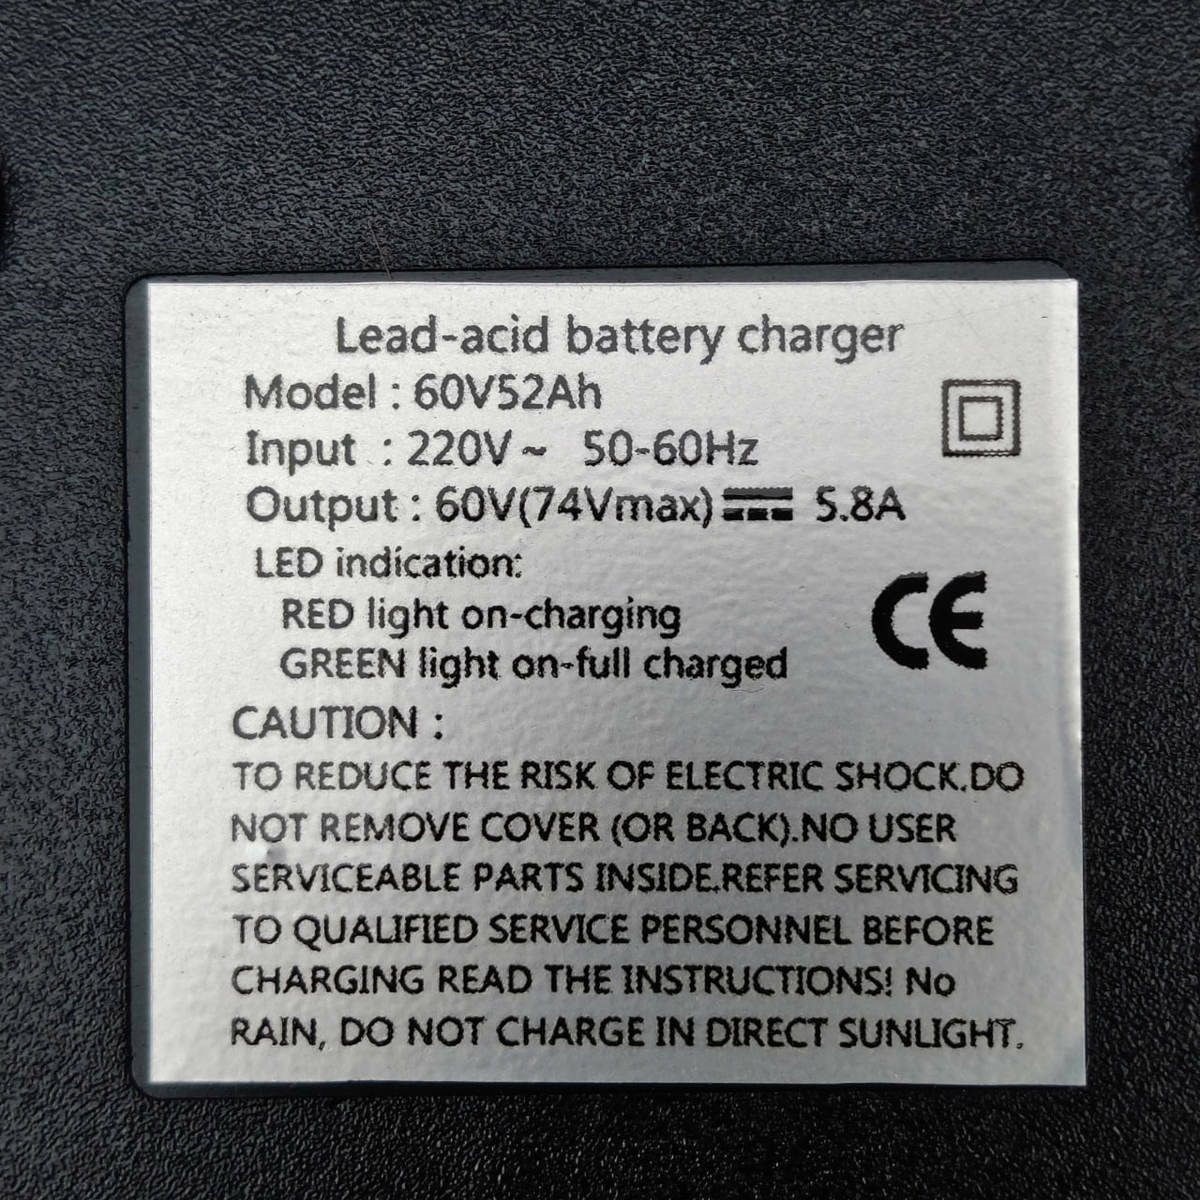 Lead-acid battery charger
Model : 60V52Ah
Input : 220V~ 50-60Hz
Output : 60V(74Vmax)⎓ 5.8A
LED indication:
RED light on-charging
GREEN light on-full charged
CE
CAUTION :
TO REDUCE THE RISK OF ELECTRIC SHOCK.DO
NOT REMOVE COVER (OR BACK).NO USER
SERVICEABLE PARTS INSIDE.REFER SERVICING
TO QUALIFIED SERVICE PERSONNEL BEFORE
CHARGING READ THE INSTRUCTIONS! No
RAIN, DO NOT CHARGE IN DIRECT SUNLIGHT.